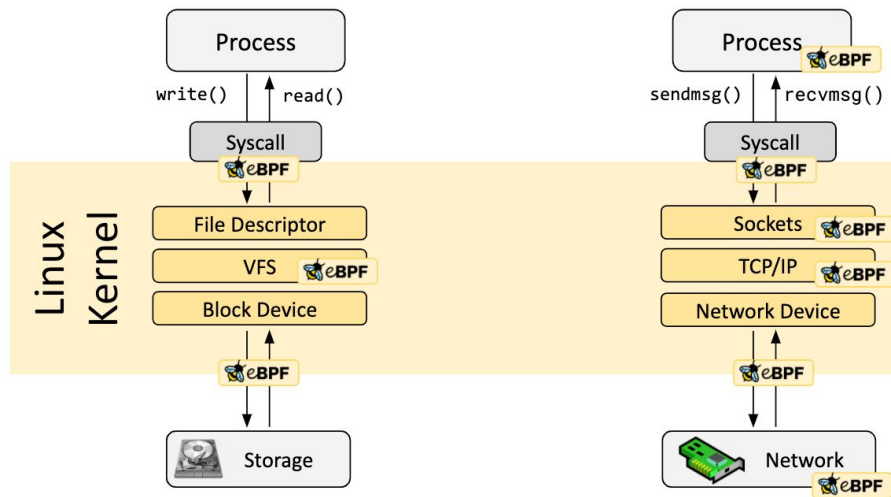 Process
Process
eBPF
write()
read()
sendmsg()
recvmsg()
Syscall
Syscall
eBPF
eBPF
Linux
Kernel
File Descriptor
Sockets
eBPF
VFS
eBPF
TCP/IP
eBPF
Block Device
Network Device
eBPF
eBPF
Storage
Network
eBPF